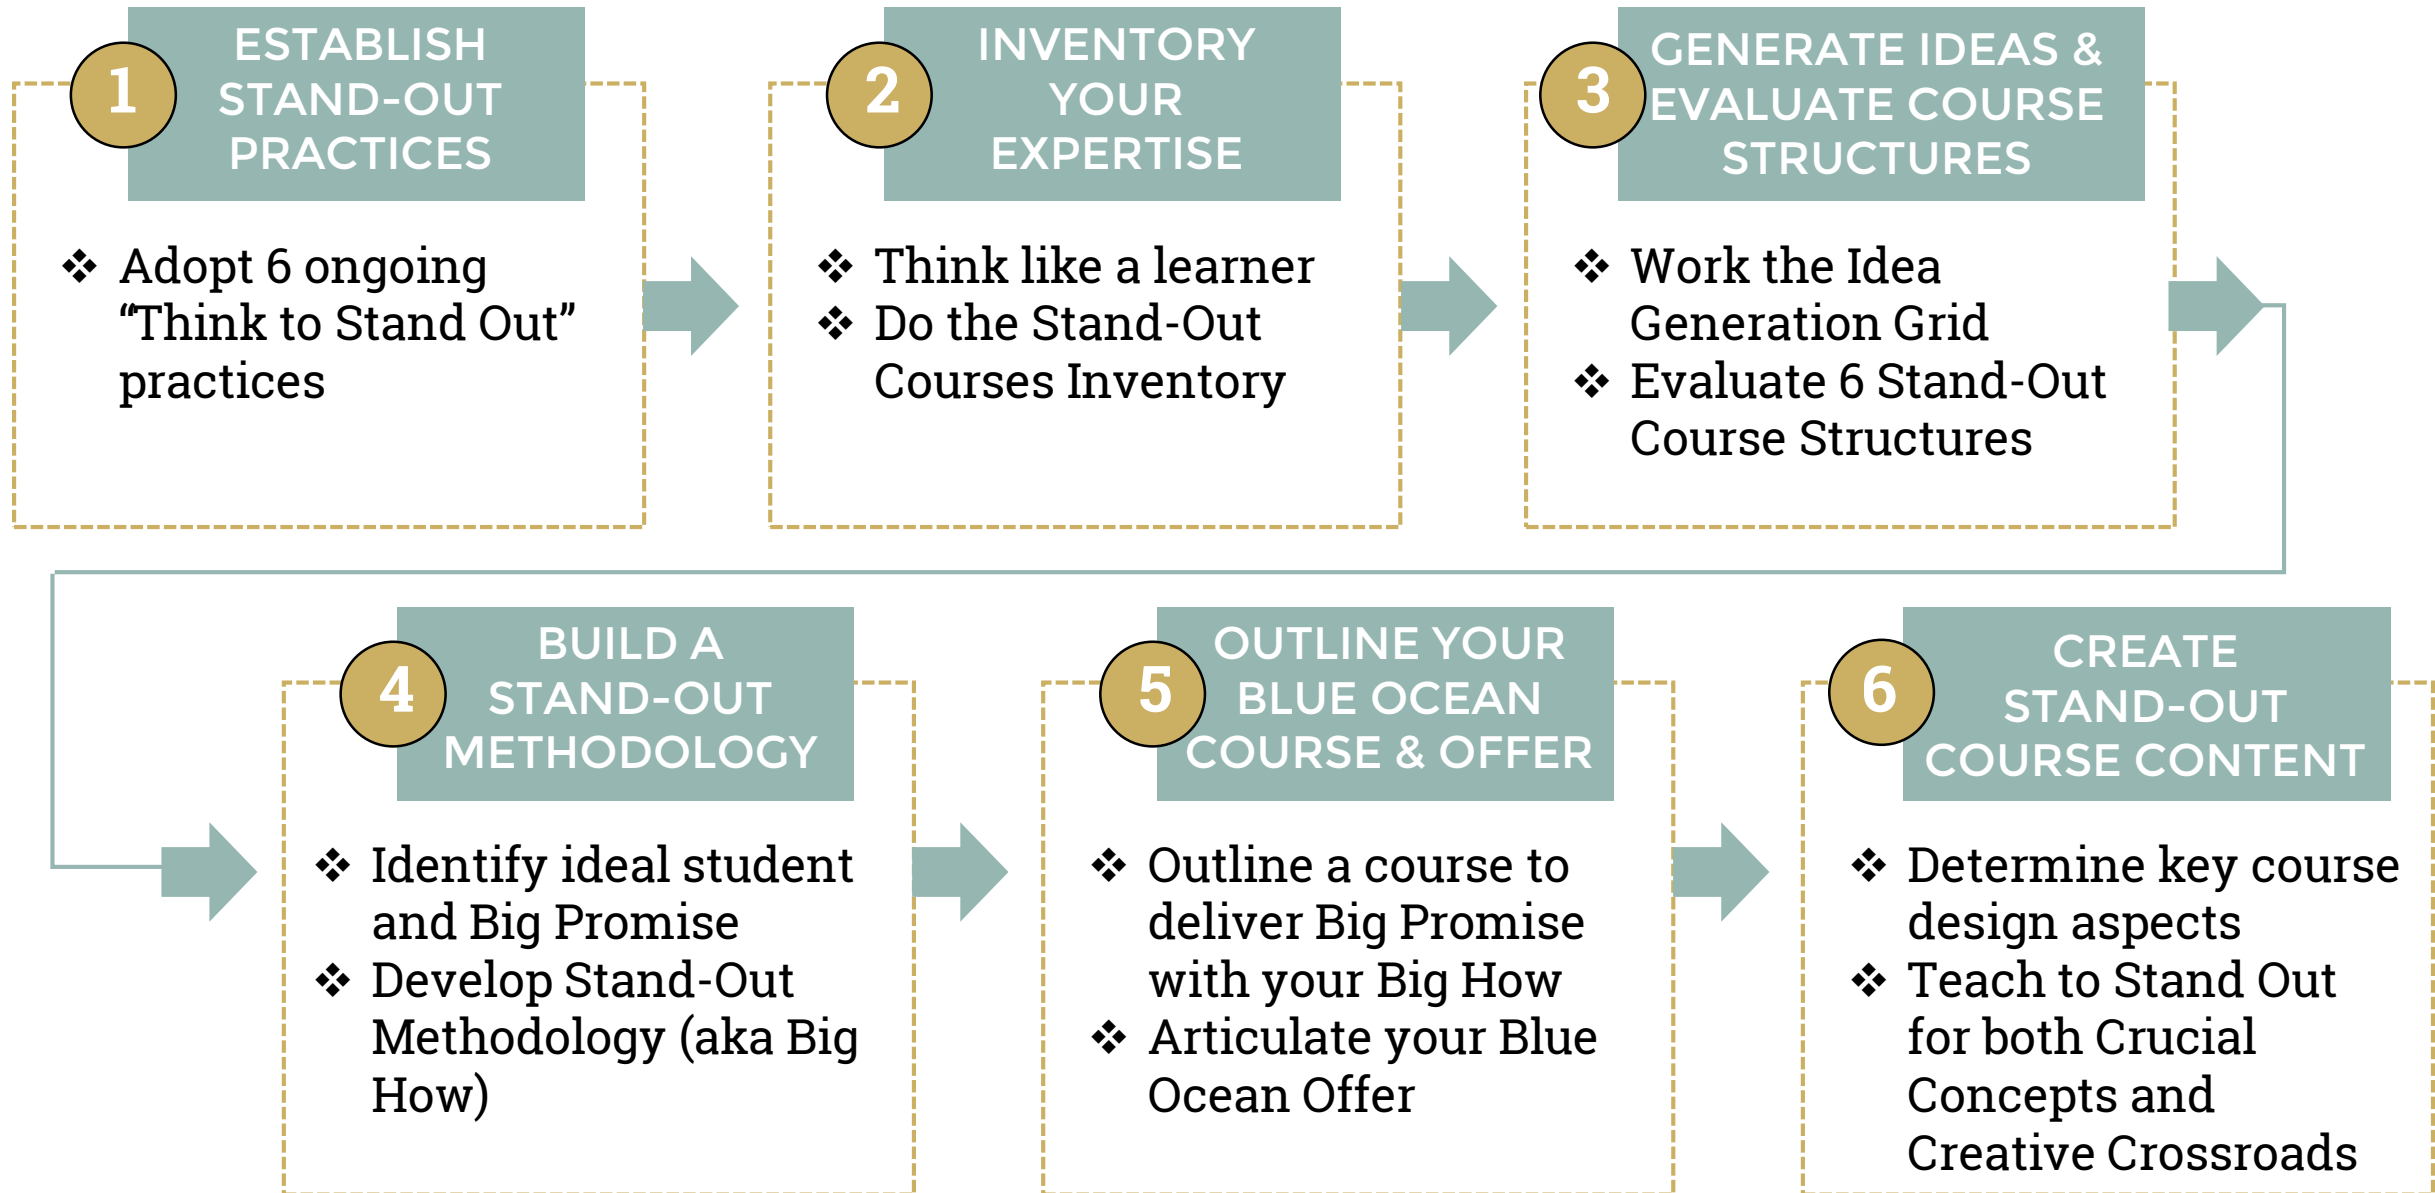 1
ESTABLISH
STAND-OUT
PRACTICES
❖ Adopt 6 ongoing
“Think to Stand Out”
practices
2
INVENTORY
YOUR
EXPERTISE
❖ Think like a learner
❖ Do the Stand-Out
Courses Inventory
3
GENERATE IDEAS &
EVALUATE COURSE
STRUCTURES
❖ Work the Idea
Generation Grid
❖ Evaluate 6 Stand-Out
Course Structures
4
BUILD A
STAND-OUT
METHODOLOGY
❖ Identify ideal student
and Big Promise
❖ Develop Stand-Out
Methodology (aka Big
How)
5
OUTLINE YOUR
BLUE OCEAN
COURSE & OFFER
❖ Outline a course to
deliver Big Promise
with your Big How
❖ Articulate your Blue
Ocean Offer
6
CREATE
STAND-OUT
COURSE CONTENT
❖ Determine key course
design aspects
❖ Teach to Stand Out
for both Crucial
Concepts and
Creative Crossroads